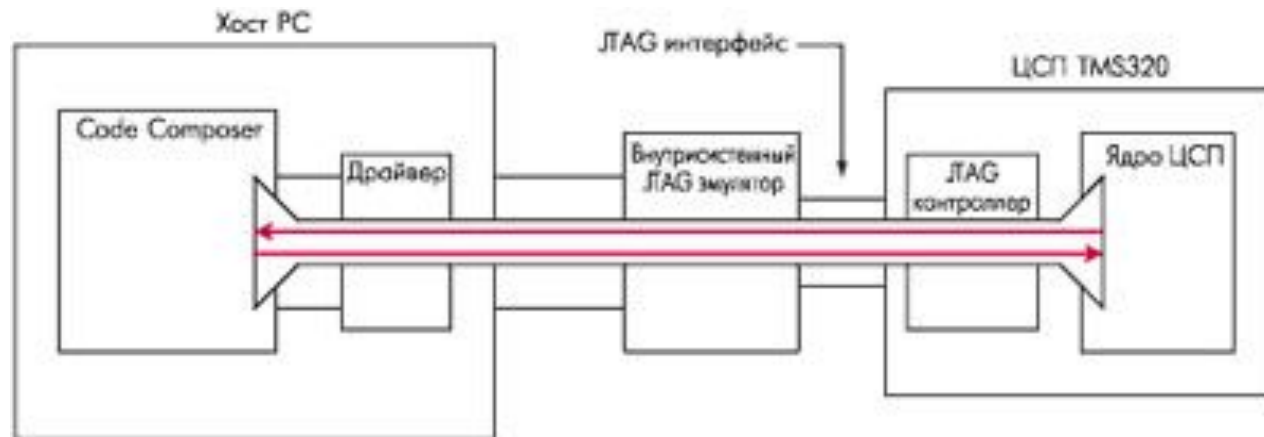 Хост PC
JTAG интерфейс
ЦСП TMS320
Code Composer
Драйвер
Внутрисистемный
JTAG эмулятор
JTAG
контроллер
Ядро ЦСП